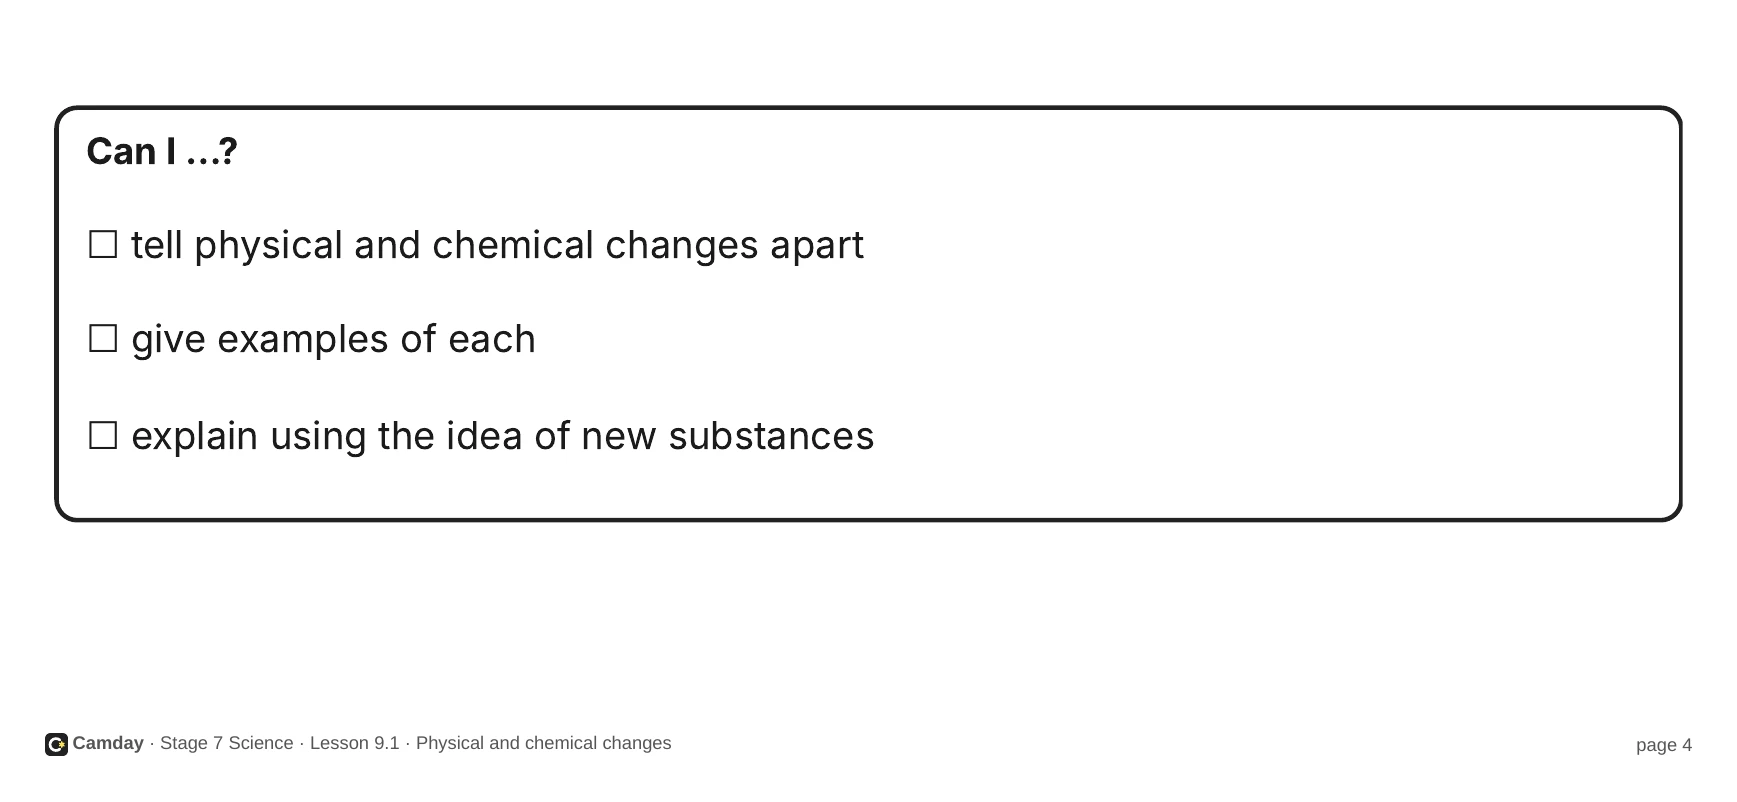 Can I ...?
☐ tell physical and chemical changes apart
☐ give examples of each
☐ explain using the idea of new substances
Camday · Stage 7 Science · Lesson 9.1 · Physical and chemical changes
page 4